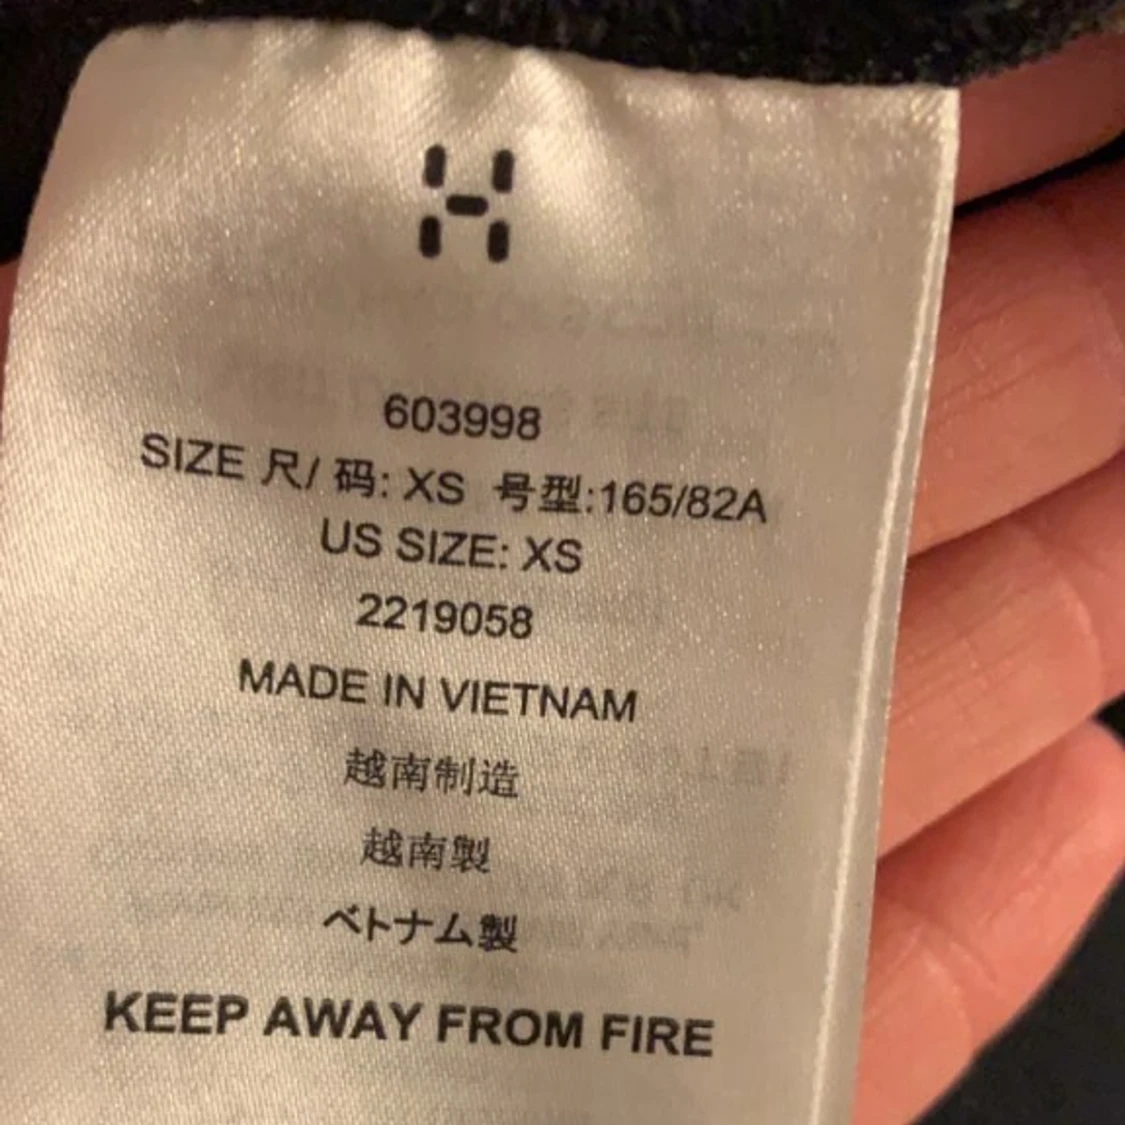 603998
SIZE 尺/ 码: XS 号型:165/82A
US SIZE: XS
2219058
MADE IN VIETNAM
越南制造
越南製
ベトナム製
KEEP AWAY FROM FIRE